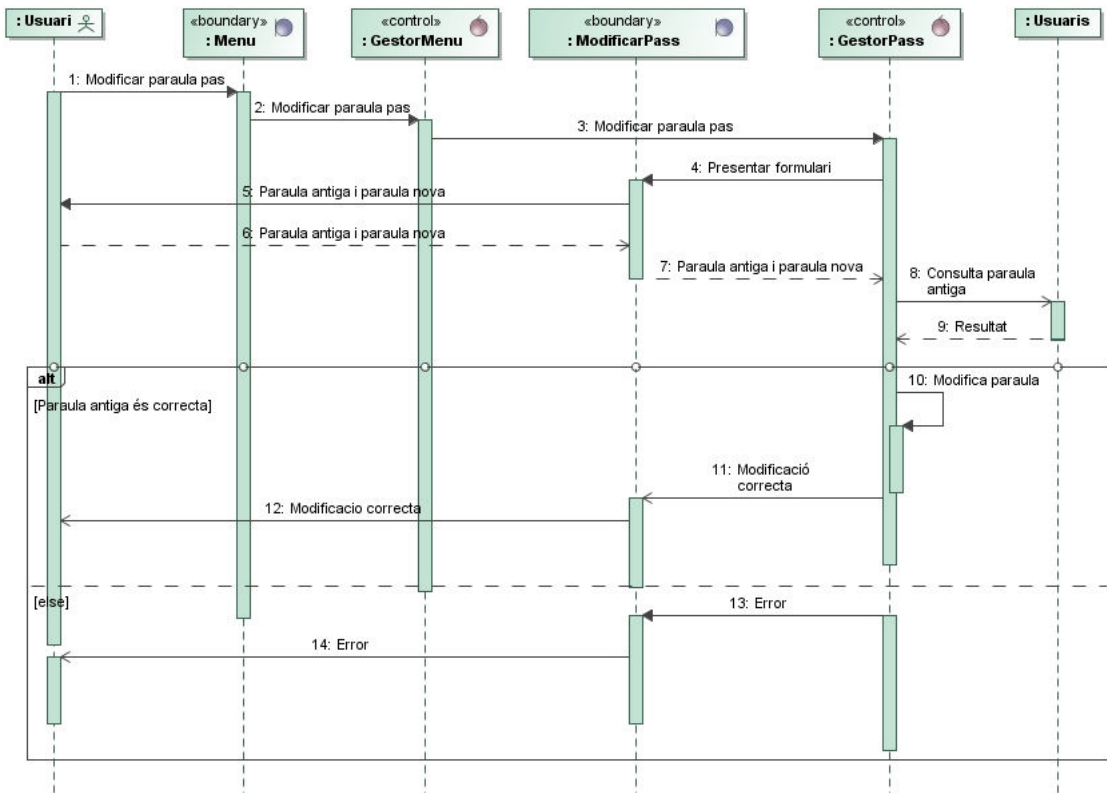 : Usuari
«boundary»
: Menu
«control»
: GestorMenu
«boundary»
: ModificarPass
«control»
: GestorPass
: Usuaris
1: Modificar paraula pas
2: Modificar paraula pas
3: Modificar paraula pas
4: Presentar formulari
5: Paraula antiga i paraula nova
6: Paraula antiga i paraula nova
7: Paraula antiga i paraula nova
8: Consulta paraula
antiga
9: Resultat
alt
[Paraula antiga és correcta]
10: Modifica paraula
11: Modificació
correcta
12: Modificacio correcta
[else]
13: Error
14: Error